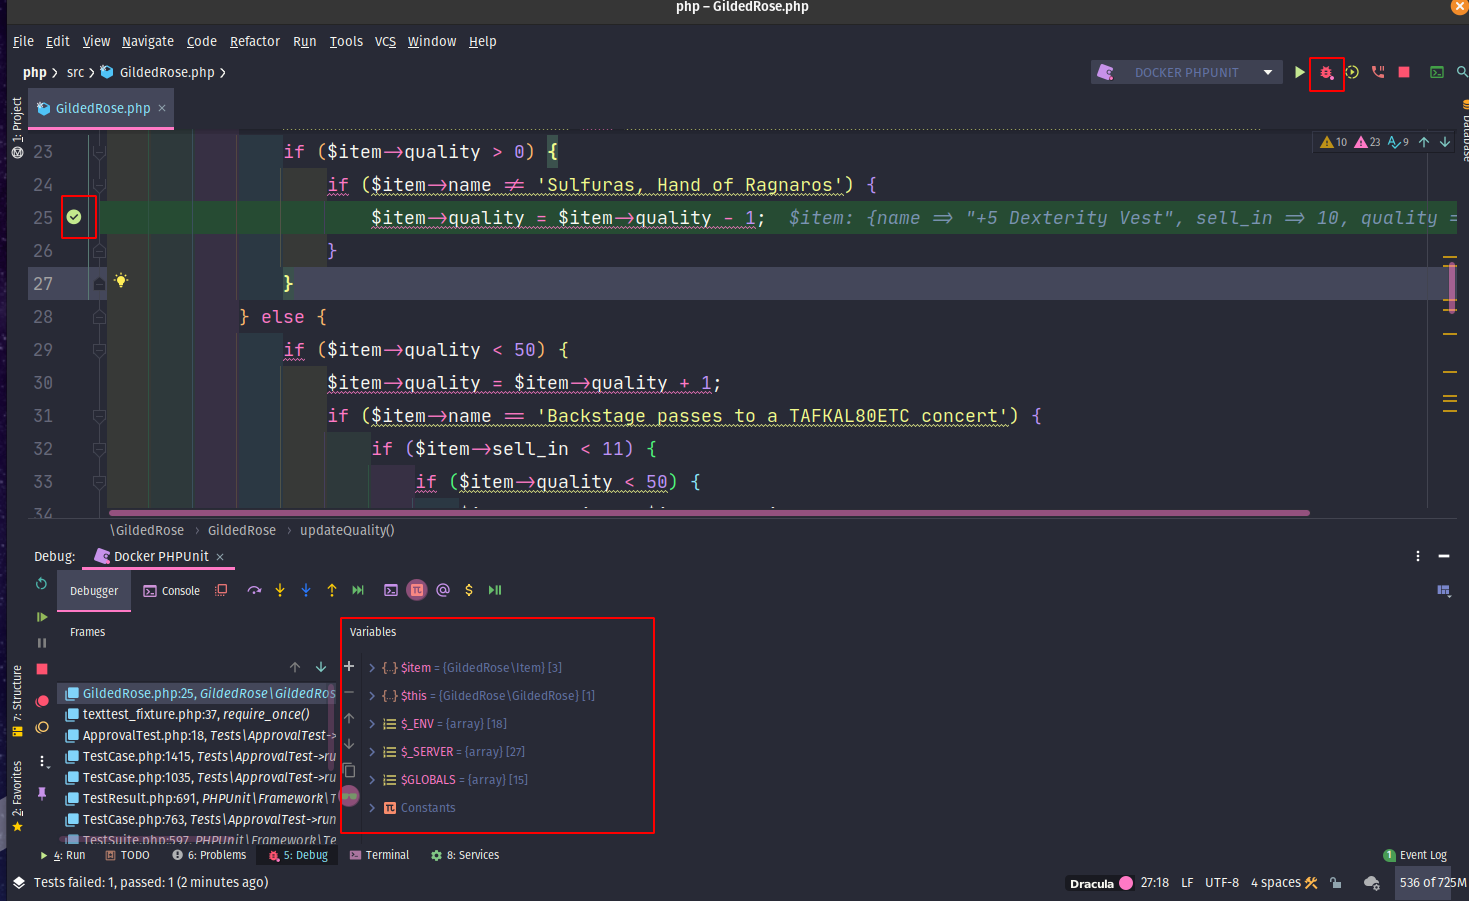 php – GildedRose.php
File Edit View Navigate Code Refactor Run Tools VCS Window Help
php src GildedRose.php
DOCKER PHPUNIT
GildedRose.php
1: Project
Database
10 23 9
23 if ($item->quality > 0) {
24 if ($item->name ≠ 'Sulfuras, Hand of Ragnaros') {
25 $item->quality = $item->quality - 1; $item: {name => "+5 Dexterity Vest", sell_in => 10, quality =
26 }
27 }
28 } else {
29 if ($item->quality < 50) {
30 $item->quality = $item->quality + 1;
31 if ($item->name == 'Backstage passes to a TAFKAL80ETC concert') {
32 if ($item->sell_in < 11) {
33 if ($item->quality < 50) {
34
\GildedRose › GildedRose › updateQuality()
Debug: Docker PHPUnit
Debugger Console
Frames
Variables
GildedRose.php:25, GildedRose\GildedRos
texttest_fixture.php:37, require_once()
ApprovalTest.php:18, Tests\ApprovalTest->
TestCase.php:1415, Tests\ApprovalTest->ru
TestCase.php:1035, Tests\ApprovalTest->ru
TestResult.php:691, PHPUnit\Framework\T
TestCase.php:763, Tests\ApprovalTest->run
TestSuite.php:597, PHPUnit\Framework\Te
$item = {GildedRose\Item} [3]
$this = {GildedRose\GildedRose} [1]
$_ENV = {array} [18]
$_SERVER = {array} [27]
$GLOBALS = {array} [15]
Constants
7: Structure
2: Favorites
4: Run TODO 6: Problems 5: Debug Terminal 8: Services
1 Event Log
Tests failed: 1, passed: 1 (2 minutes ago)
Dracula 27:18 LF UTF-8 4 spaces 536 of 725M